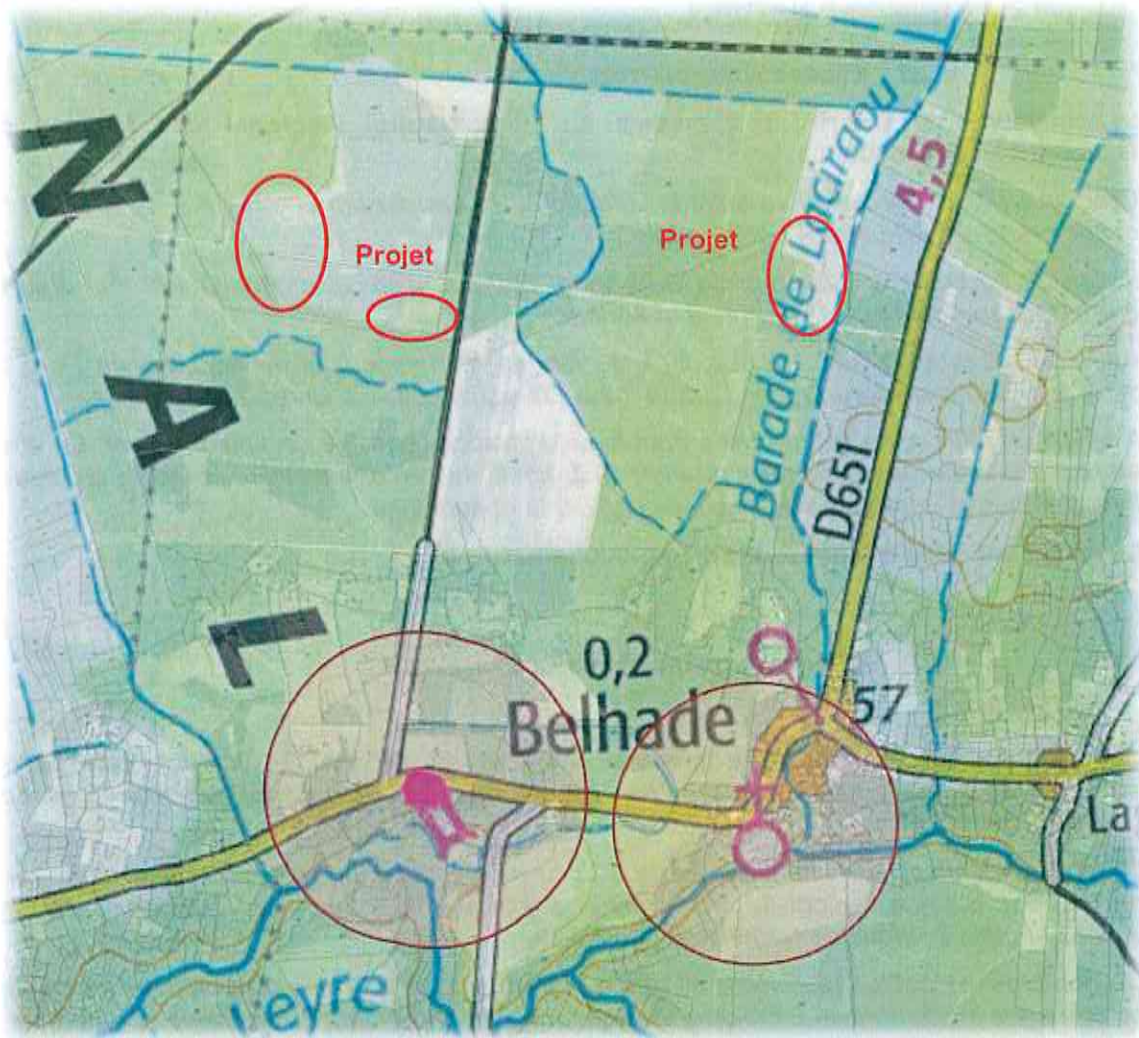 N
Barade de Laciraou
4,5
Projet
Projet
A
D651
L
0,2
Belhade
57
La
Leyre